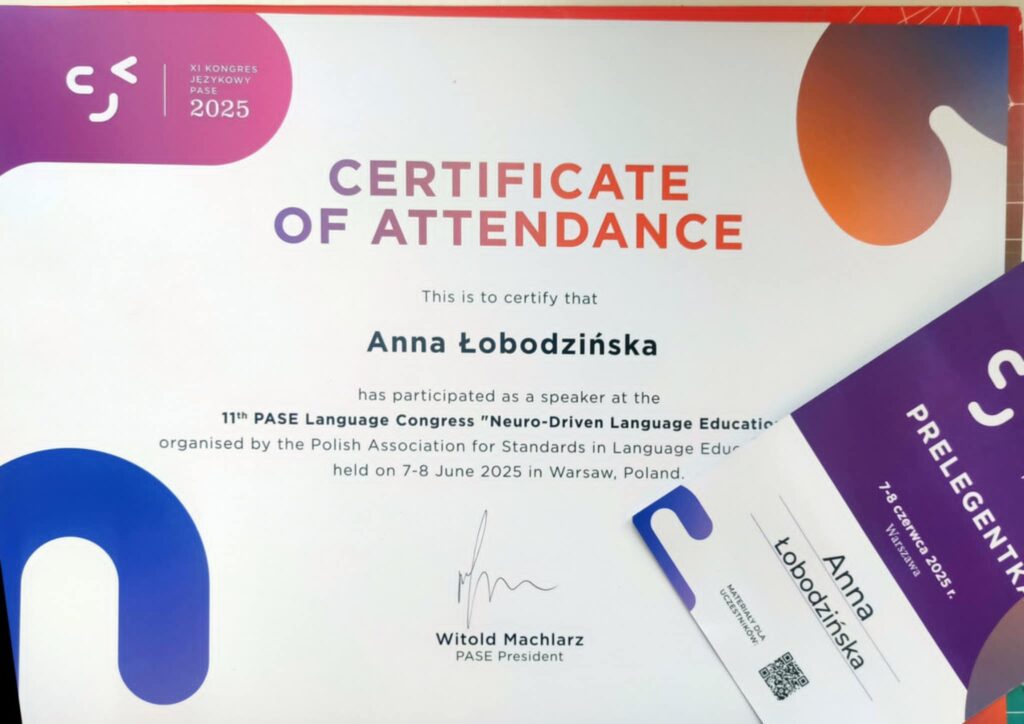 XI KONGRES
JĘZYKOWY
PASE
2025
CERTIFICATE
OF ATTENDANCE
This is to certify that
Anna Łobodzińska
has participated as a speaker at the
11th PASE Language Congress "Neuro-Driven Language
organised by the Polish Association for Standards in Language
held on 7-8 June 2025 in Warsaw, Poland.
Witold Machlarz
PASE President
PRELEGENTKA
7-8 czerwca 2025 r.
Warszawa
Anna
Łobodzińska
MATERIAŁY DLA
UCZESTNIKÓW: